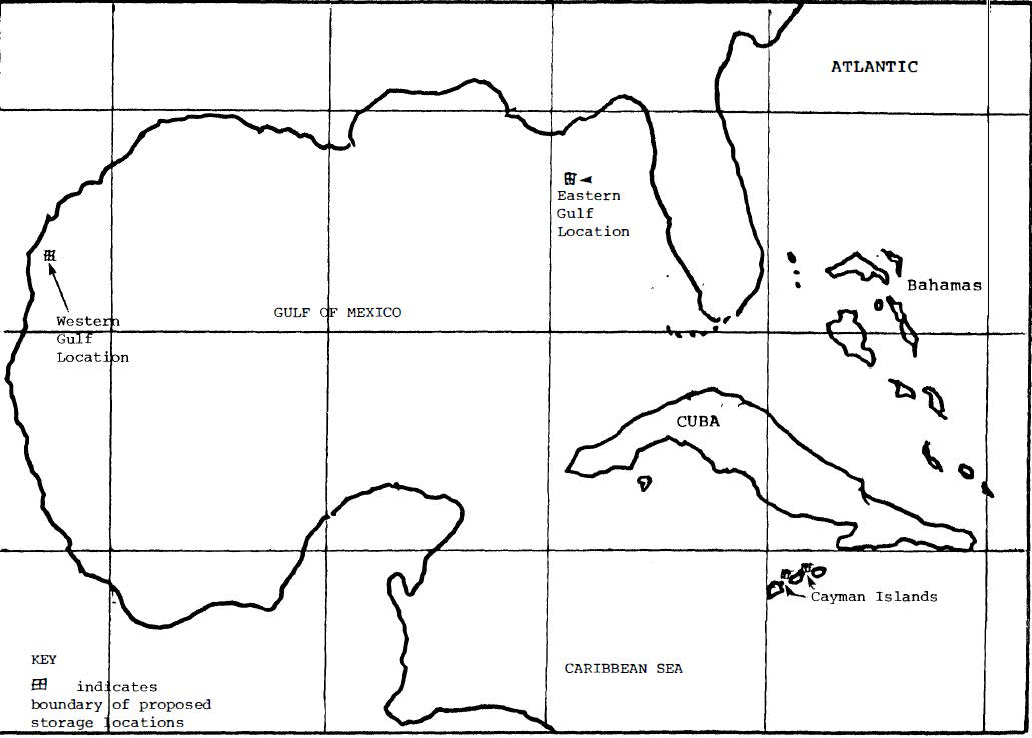 ATLANTIC
Eastern
Gulf
Location
Bahamas
GULF OF MEXICO
Western
Gulf
Location
CUBA
Cayman Islands
KEY
indicates
boundary of proposed
storage locations
CARIBBEAN SEA